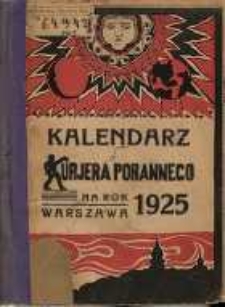 KALENDARZ
KURJERA PORANNEGO
NA ROK
WARSZAWA 1925